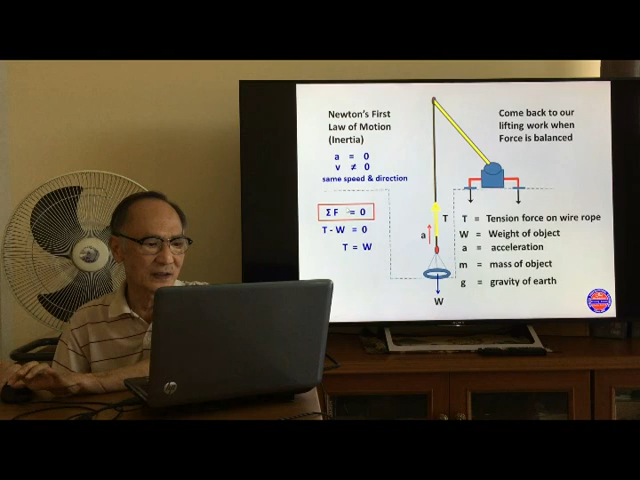 Newton's First
Law of Motion
(Inertia)
a = 0
v ≠ 0
same speed & direction
Σ F = 0
T - W = 0
T = W
Come back to our
lifting work when
Force is balanced
T
a
W
T = Tension force on wire rope
W = Weight of object
a = acceleration
m = mass of object
g = gravity of earth
hp